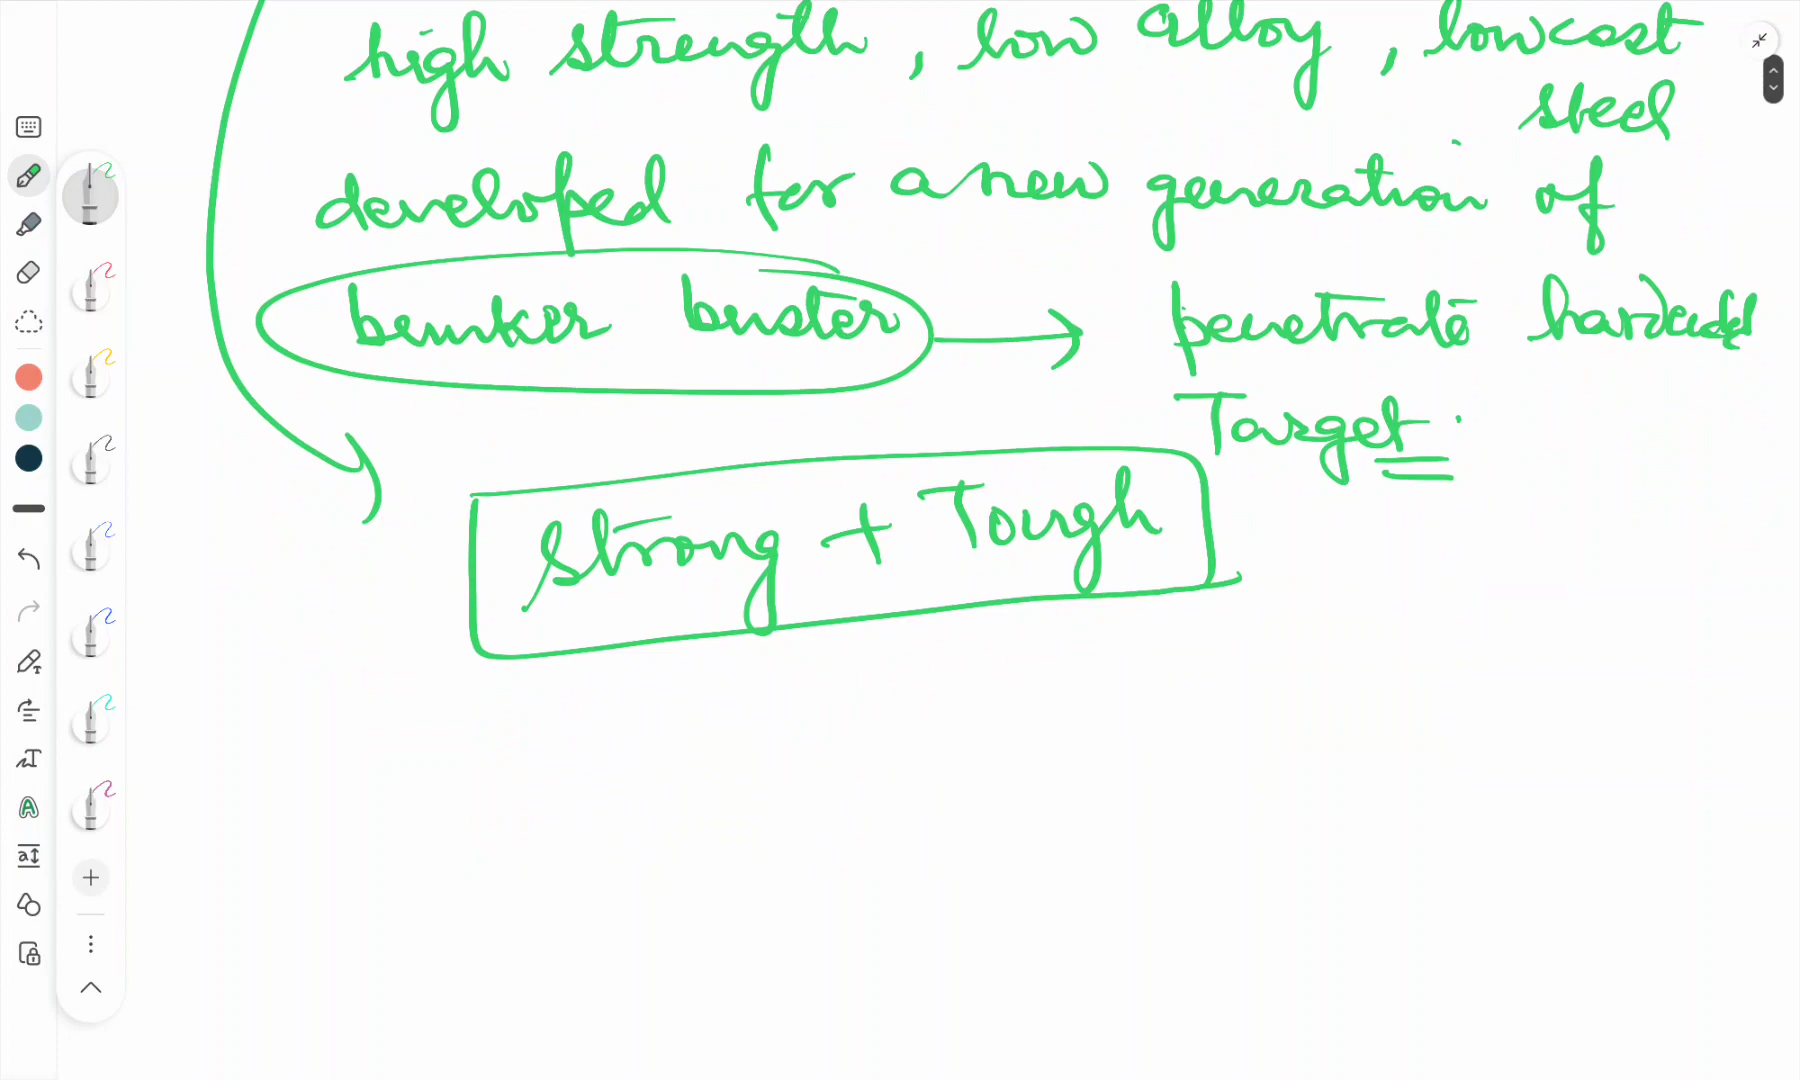 high strength, low alloy, lowcost
steel
developed for a new generation of
bunker buster → penetrate hardened
Target.
Strong + Tough